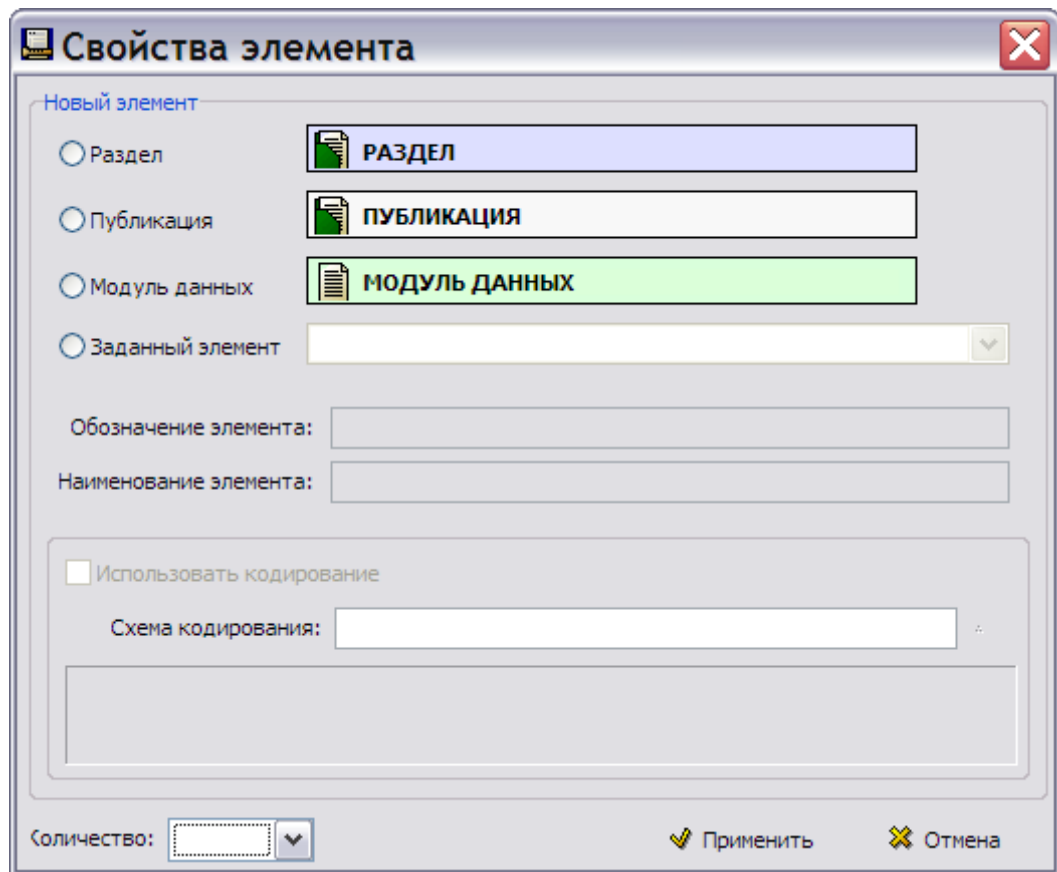 Свойства элемента
Новый элемент
Раздел РАЗДЕЛ
Публикация ПУБЛИКАЦИЯ
Модуль данных МОДУЛЬ ДАННЫХ
Заданный элемент
Обозначение элемента:
Наименование элемента:
Использовать кодирование
Схема кодирования:
Количество: Применить Отмена